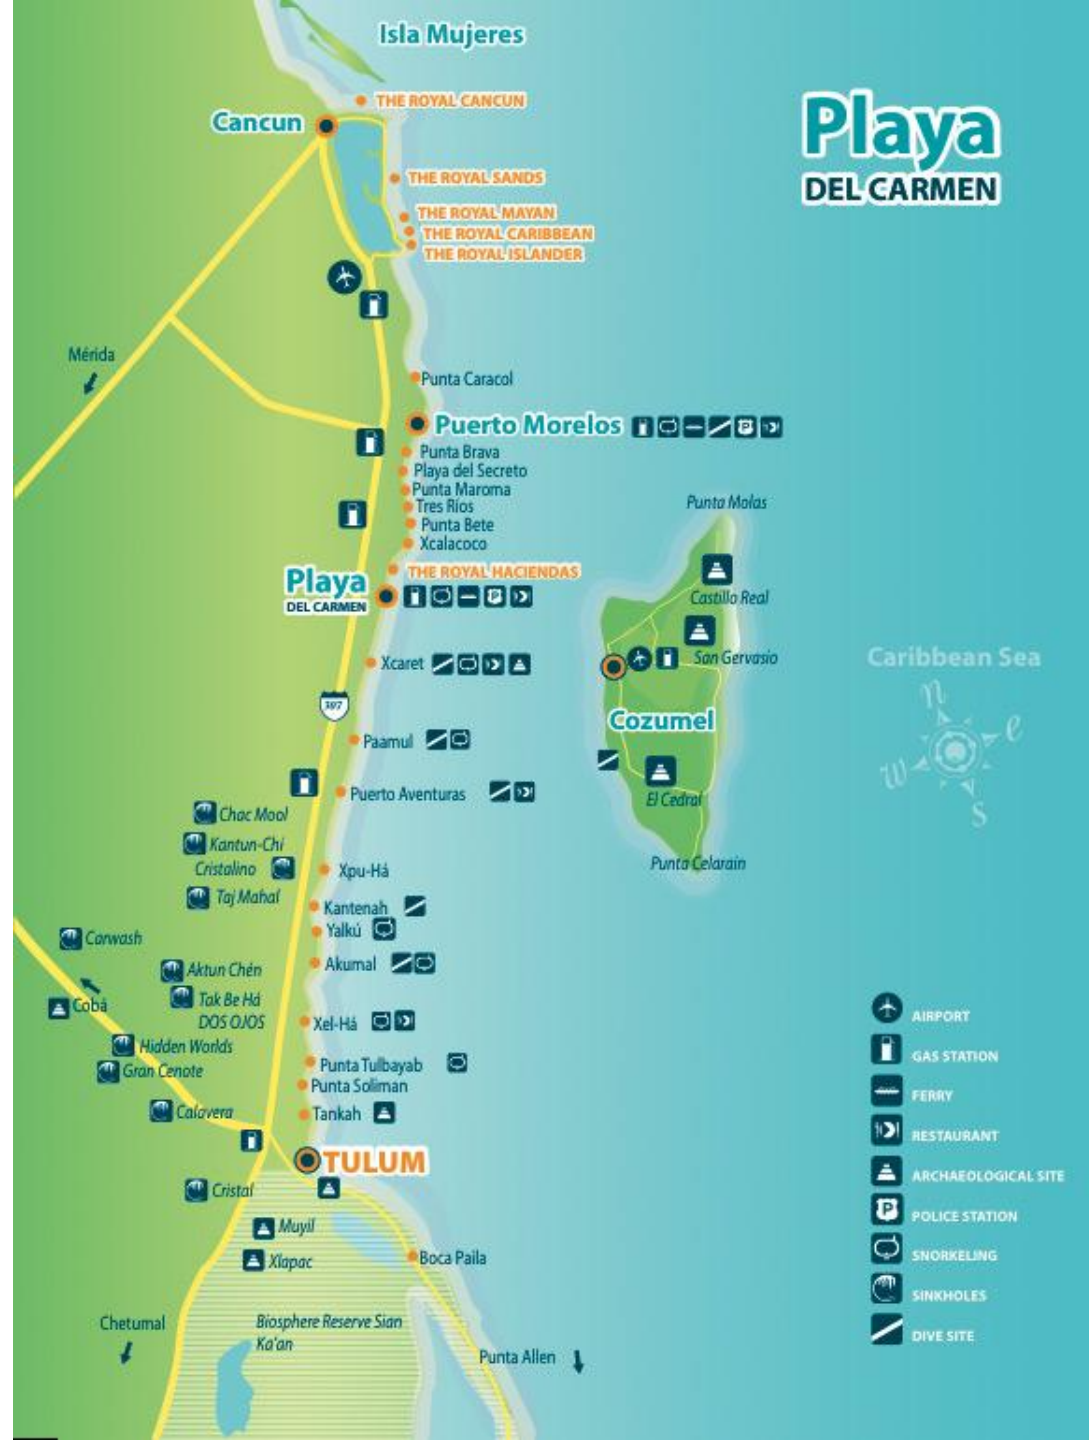 Isla Mujeres
THE ROYAL CANCUN
Cancun
Playa
DEL CARMEN
THE ROYAL SANDS
THE ROYAL MAYAN
THE ROYAL CARIBBEAN
THE ROYAL ISLANDER
Mérida
Punta Caracol
Puerto Morelos
Punta Brava
Playa del Secreto
Punta Maroma
Tres Ríos
Punta Bete
Xcalacoco
Punta Molas
THE ROYAL HACIENDAS
Playa
DEL CARMEN
Castillo Real
San Gervasio
Caribbean Sea
Xcaret
n
e
w
s
307
Cozumel
Paamul
Puerto Aventuras
El Cedral
Punta Celarain
Chac Mool
Kantun-Chi
Cristalino
Xpu-Há
Taj Mahal
Kantenah
Yalkú
Carwash
Akumal
Aktun Chén
Tak Be Há
DOS OJOS
Cobá
Xel-Há
Hidden Worlds
Gran Cenote
Punta Tulbayab
Punta Soliman
Calavera
Tankah
TULUM
Cristal
Muyil
Xlapac
Boca Paila
Chetumal
Biosphere Reserve Sian
Ka'an
Punta Allen
AIRPORT
GAS STATION
FERRY
RESTAURANT
ARCHAEOLOGICAL SITE
P
POLICE STATION
SNORKELING
SINKHOLES
DIVE SITE